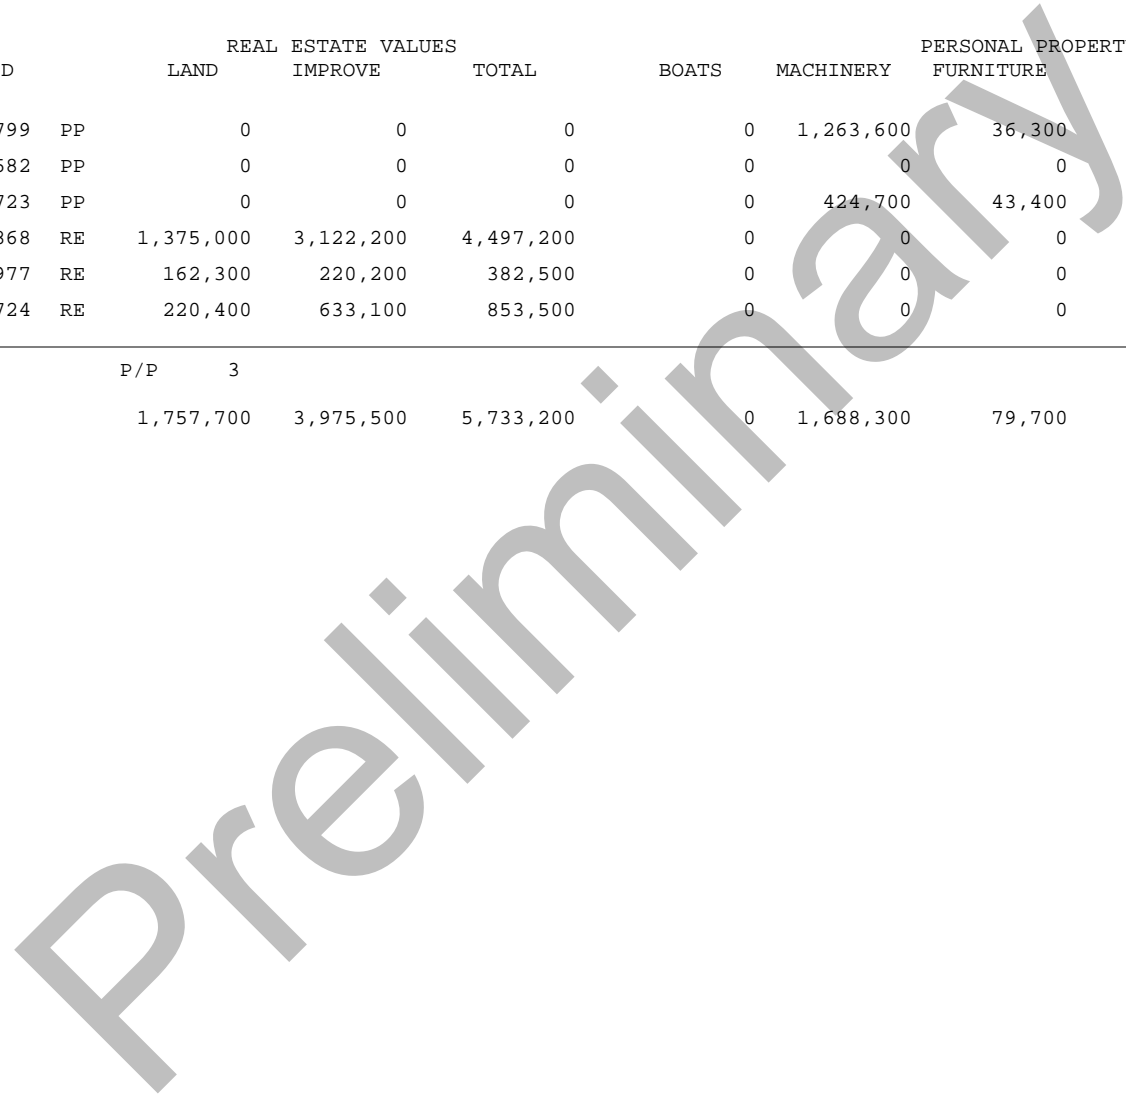 REAL ESTATE VALUES PERSONAL PROPERT
D LAND IMPROVE TOTAL BOATS MACHINERY FURNITURE
799 PP 0 0 0 0 1,263,600 36,300
682 PP 0 0 0 0 0 0
723 PP 0 0 0 0 424,700 43,400
868 RE 1,375,000 3,122,200 4,497,200 0 0 0
977 RE 162,300 220,200 382,500 0 0 0
724 RE 220,400 633,100 853,500 0 0 0
P/P 3
1,757,700 3,975,500 5,733,200 0 1,688,300 79,700
Preliminary